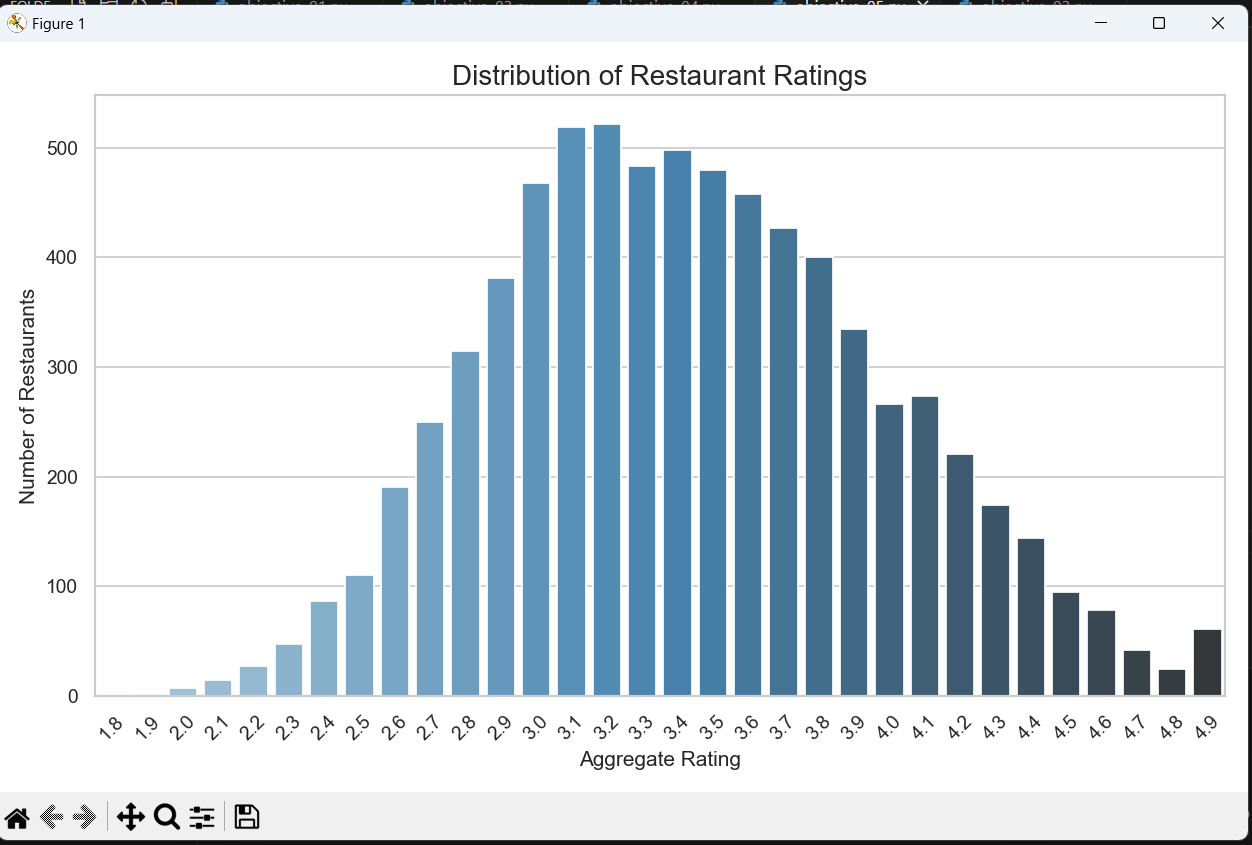 Figure 1
Distribution of Restaurant Ratings
Number of Restaurants
500
400
300
200
100
0
1.8 1.9 2.0 2.1 2.2 2.3 2.4 2.5 2.6 2.7 2.8 2.9 3.0 3.1 3.2 3.3 3.4 3.5 3.6 3.7 3.8 3.9 4.0 4.1 4.2 4.3 4.4 4.5 4.6 4.7 4.8 4.9
Aggregate Rating